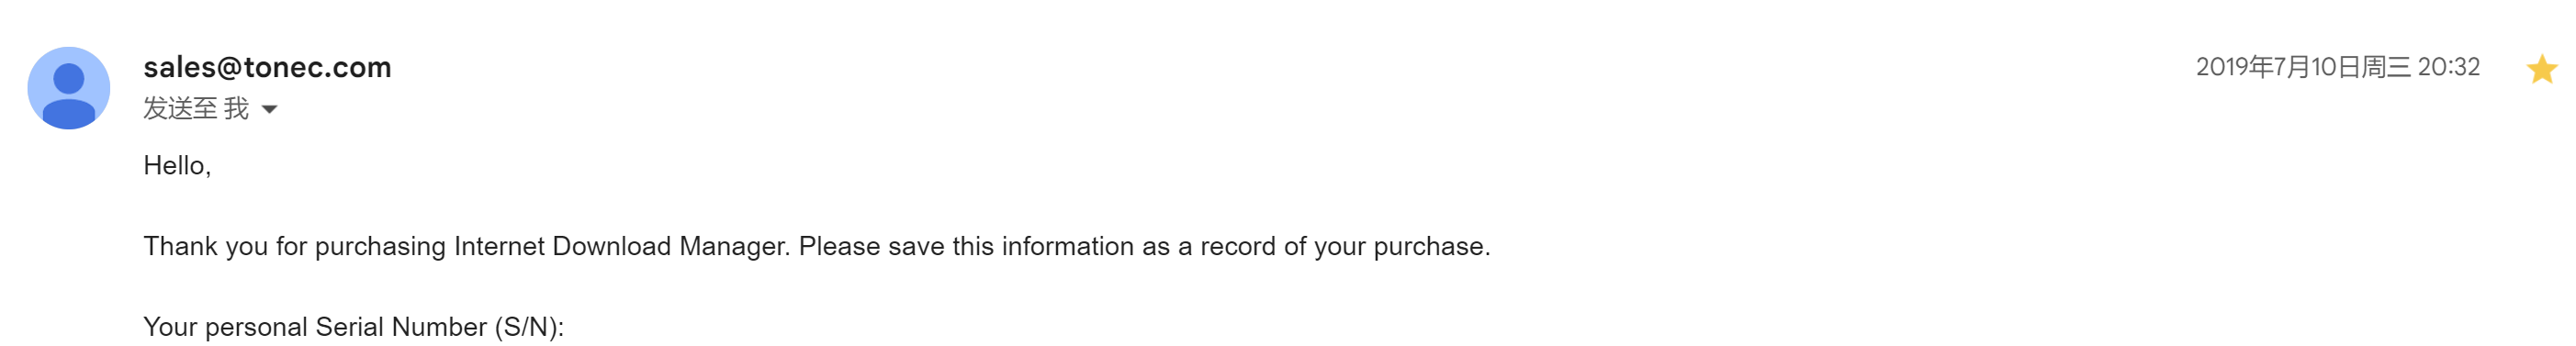 sales@tonec.com
2019年7月10日周三 20:32
发送至 我
Hello,
Thank you for purchasing Internet Download Manager. Please save this information as a record of your purchase.
Your personal Serial Number (S/N):